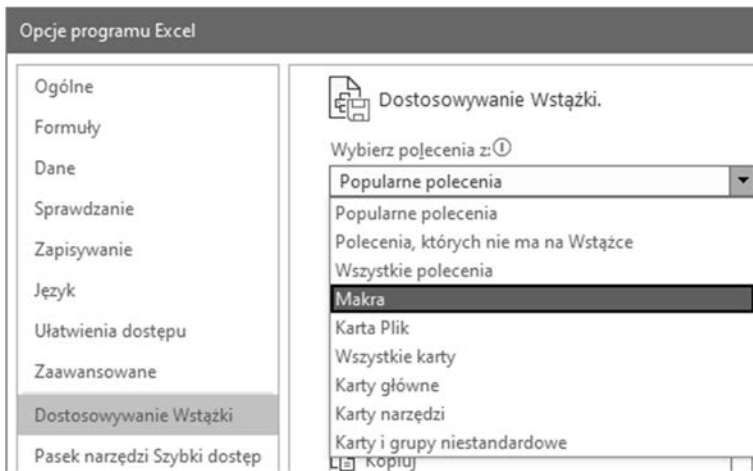 Opcje programu Excel
Ogólne
Formuły
Dane
Sprawdzanie
Zapisywanie
Język
Ułatwienia dostępu
Zaawansowane
Dostosowywanie Wstążki
Pasek narzędzi Szybki dostęp
Dostosowywanie Wstążki.
Wybierz polecenia z:
Popularne polecenia
Popularne polecenia
Polecenia, których nie ma na Wstążce
Wszystkie polecenia
Makra
Karta Plik
Wszystkie karty
Karty główne
Karty narzędzi
Karty i grupy niestandardowe
Kopiuj